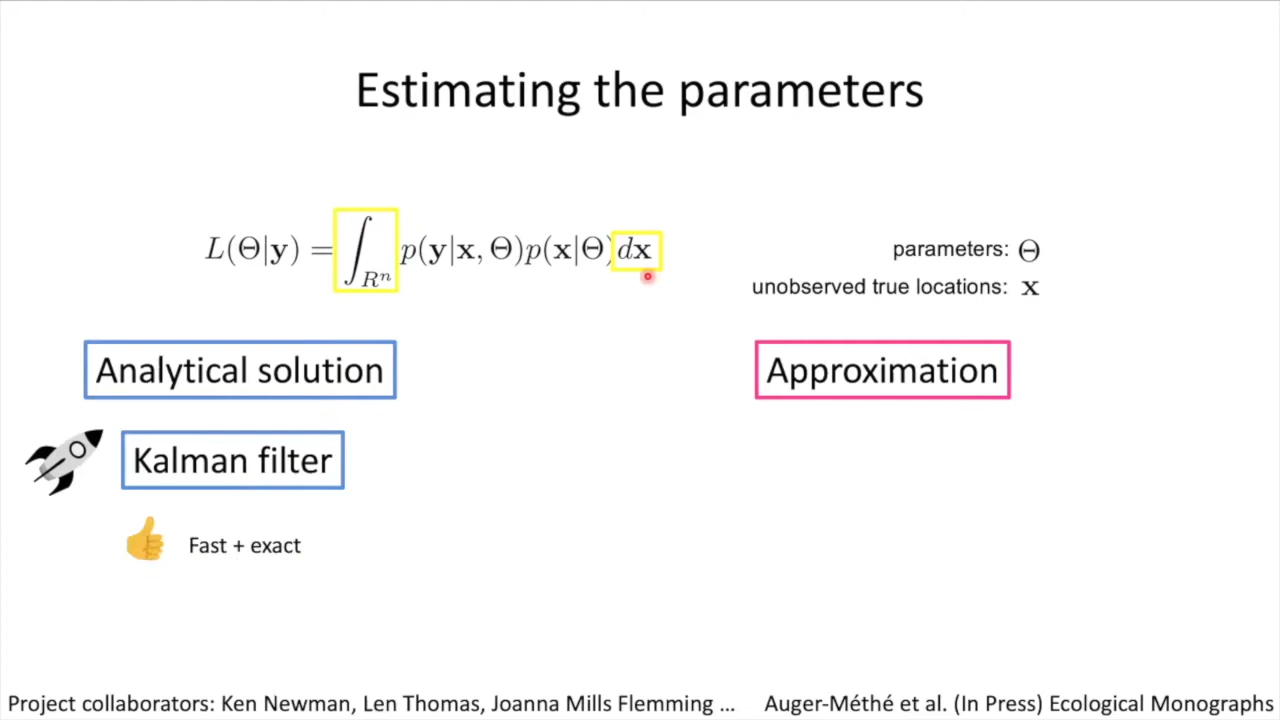 Estimating the parameters
L(Θ|y) = ∫_{Rⁿ} p(y|x, Θ)p(x|Θ)dx
parameters: Θ
unobserved true locations: x
Analytical solution
Approximation
Kalman filter
Fast + exact
Project collaborators: Ken Newman, Len Thomas, Joanna Mills Flemming ...
Auger-Méthé et al. (In Press) Ecological Monographs